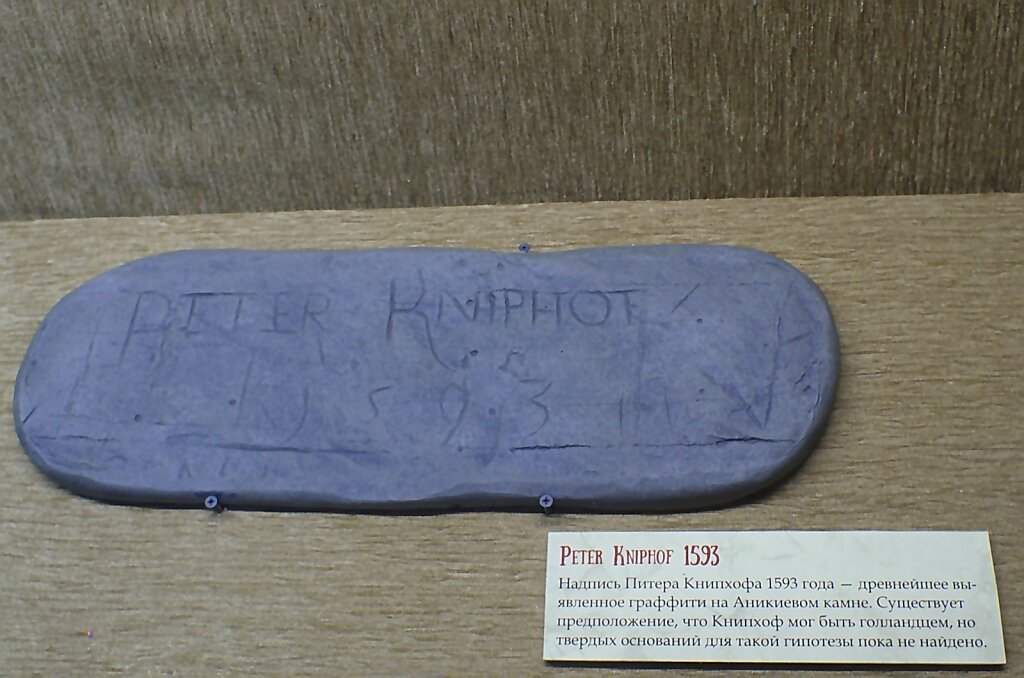 PETER KNIPHOF
1593
PETER KNIPHOF 1593
Надпись Питера Книпхофа 1593 года — древнейшее вы-
явленное граффити на Аникиевом камне. Существует
предположение, что Книпхоф мог быть голландцем, но
твердых оснований для такой гипотезы пока не найдено.